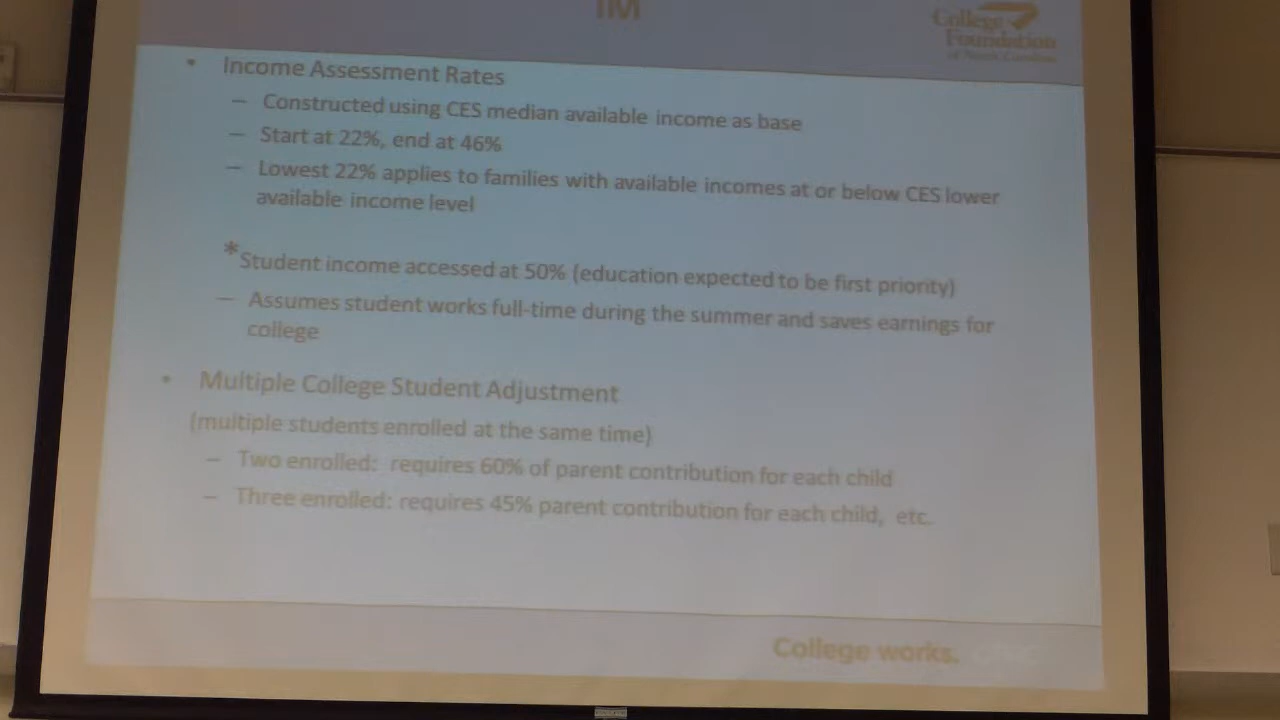 IM
College
Foundation
of North Carolina
• Income Assessment Rates
– Constructed using CES median available income as base
– Start at 22%, end at 46%
– Lowest 22% applies to families with available incomes at or below CES lower
available income level
*Student income accessed at 50% (education expected to be first priority)
– Assumes student works full-time during the summer and saves earnings for
college
• Multiple College Student Adjustment
(multiple students enrolled at the same time)
– Two enrolled: requires 60% of parent contribution for each child
– Three enrolled: requires 45% parent contribution for each child, etc.
College works.